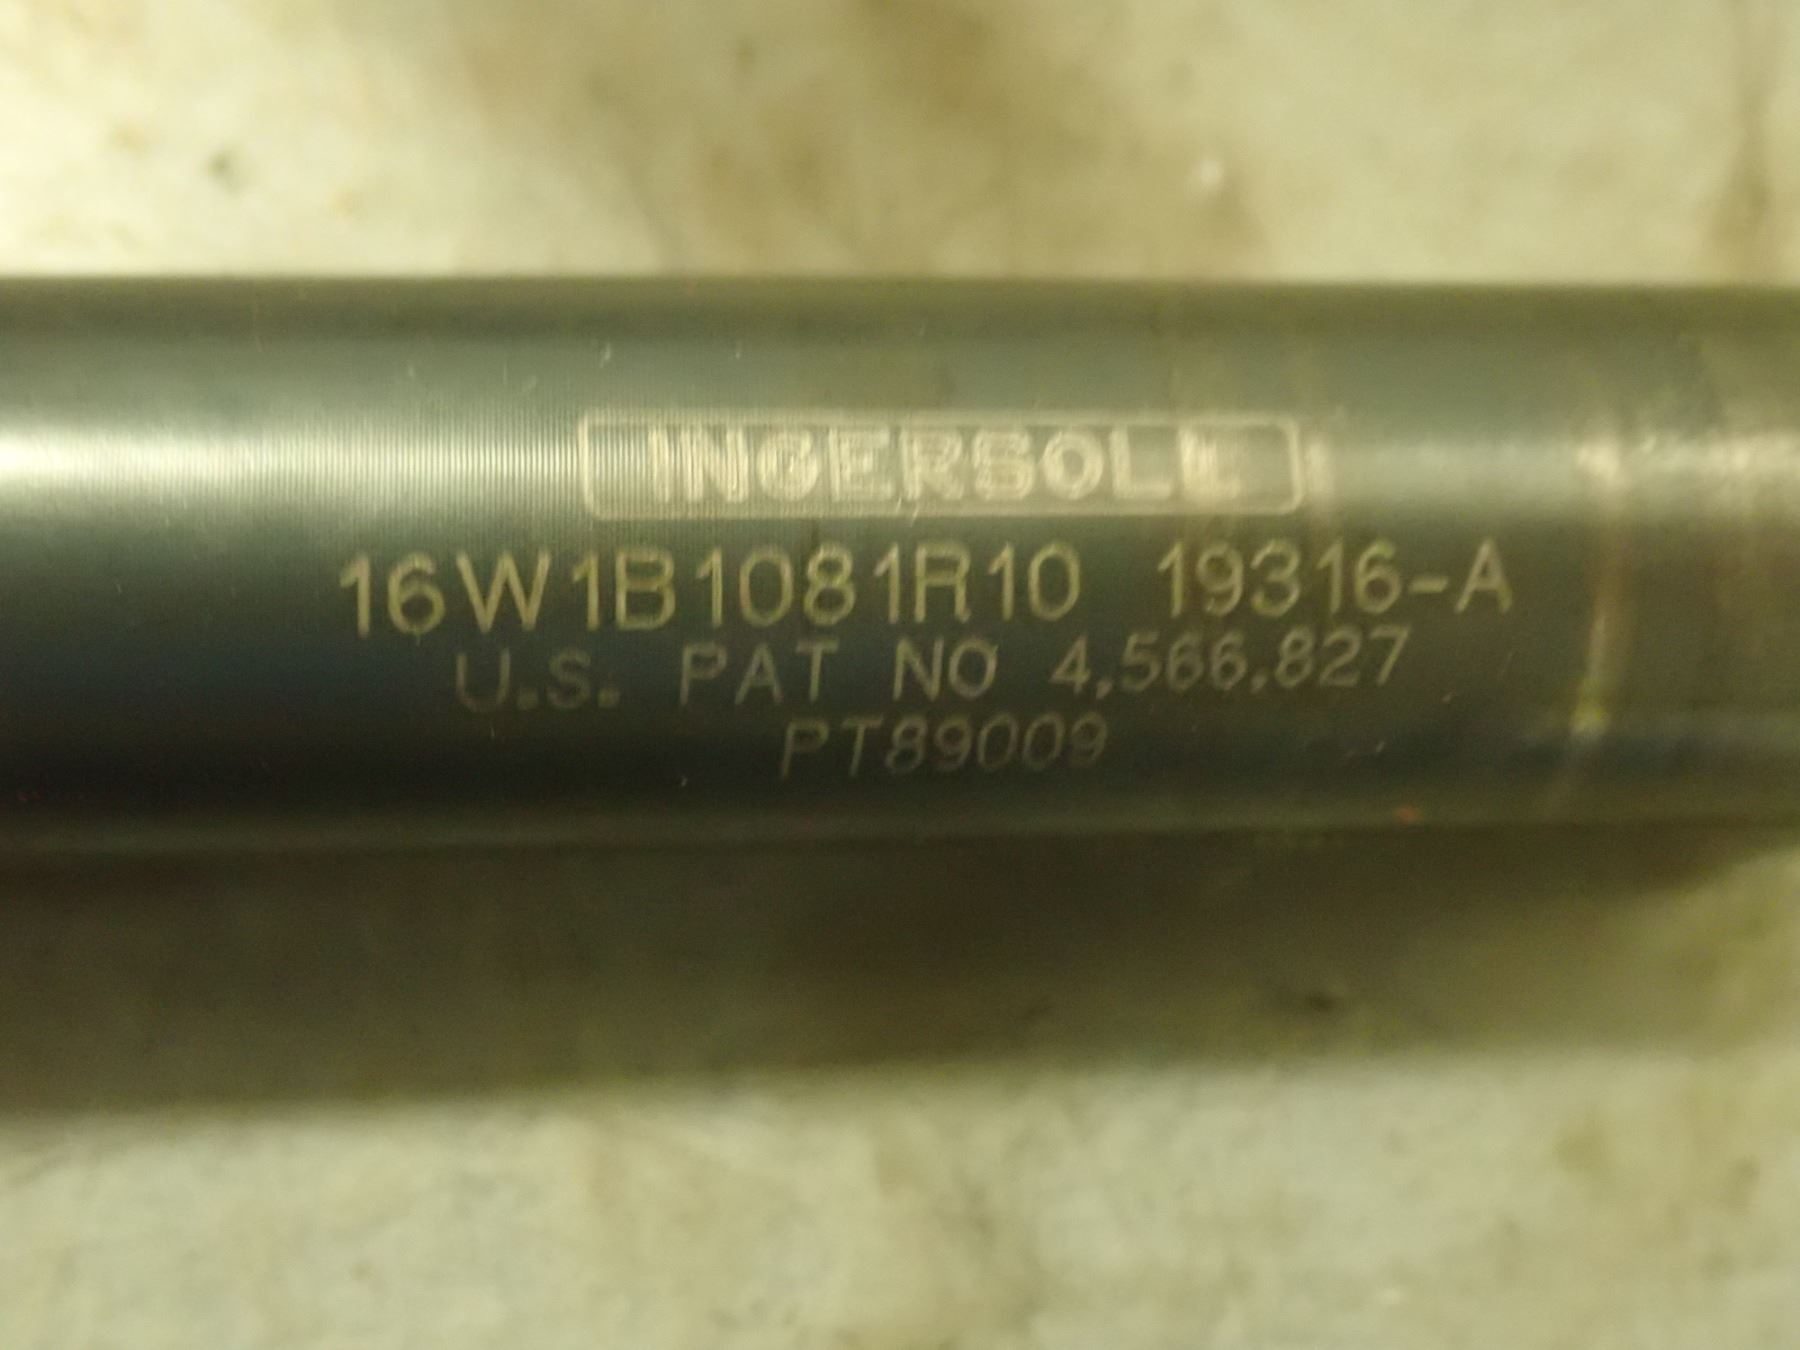 INGERSOLL
16W1B1081R10 19316-A
U.S. PAT NO 4,566,827
PT89009